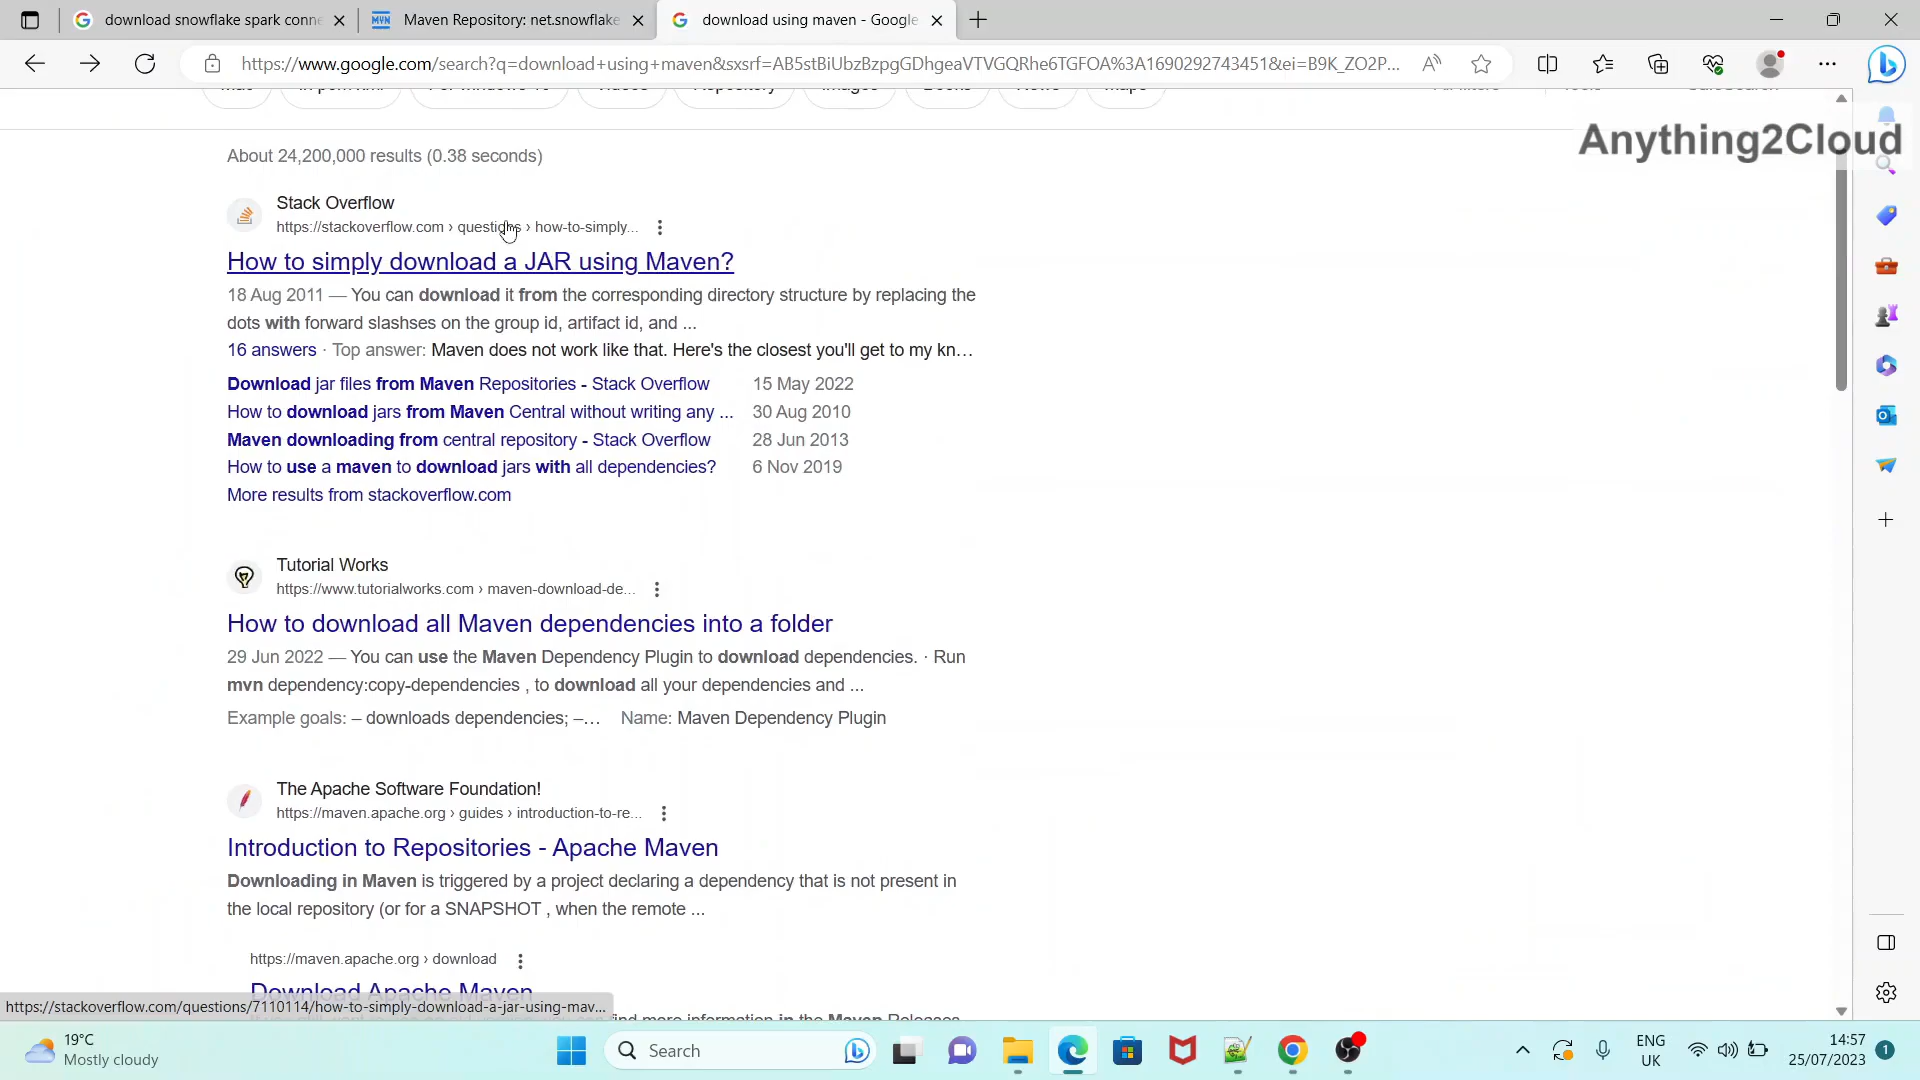 download snowflake spark conne
Maven Repository: net.snowflake
download using maven - Google
https://www.google.com/search?q=download+using+maven&sxsrf=AB5stBiUbzBzpgGDhgeaVTVGQRhe6TGFOA%3A1690292743451&ei=B9K_ZO2P...
Anything2Cloud
About 24,200,000 results (0.38 seconds)
Stack Overflow
https://stackoverflow.com › questions › how-to-simply...
How to simply download a JAR using Maven?
18 Aug 2011 — You can download it from the corresponding directory structure by replacing the
dots with forward slashses on the group id, artifact id, and ...
16 answers · Top answer: Maven does not work like that. Here's the closest you'll get to my kn...
Download jar files from Maven Repositories - Stack Overflow 15 May 2022
How to download jars from Maven Central without writing any ... 30 Aug 2010
Maven downloading from central repository - Stack Overflow 28 Jun 2013
How to use a maven to download jars with all dependencies? 6 Nov 2019
More results from stackoverflow.com
Tutorial Works
https://www.tutorialworks.com › maven-download-de...
How to download all Maven dependencies into a folder
29 Jun 2022 — You can use the Maven Dependency Plugin to download dependencies. · Run
mvn dependency:copy-dependencies , to download all your dependencies and ...
Example goals: – downloads dependencies; –... Name: Maven Dependency Plugin
The Apache Software Foundation!
https://maven.apache.org › guides › introduction-to-re...
Introduction to Repositories - Apache Maven
Downloading in Maven is triggered by a project declaring a dependency that is not present in
the local repository (or for a SNAPSHOT , when the remote ...
https://maven.apache.org › download
Download Apache Maven
find more information in the Maven Releases
https://stackoverflow.com/questions/7110114/how-to-simply-download-a-jar-using-mav...
19°C
Mostly cloudy
Search
ENG
UK
14:57
25/07/2023
1